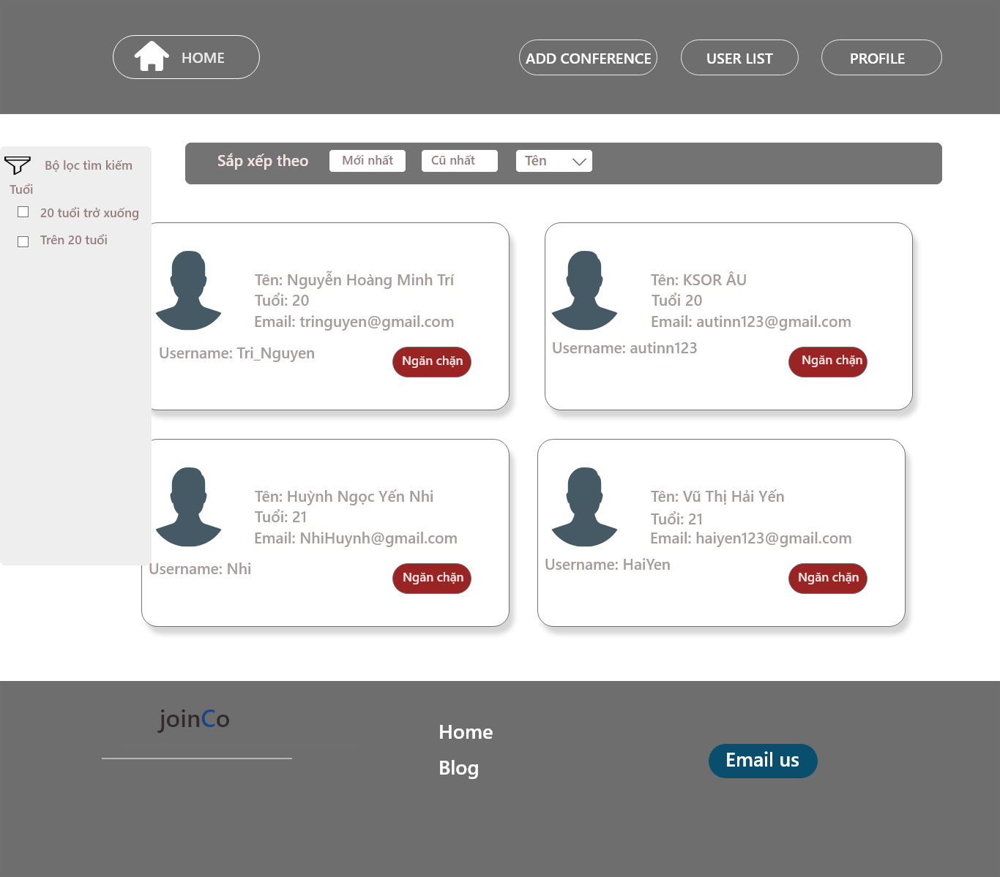 HOME
ADD CONFERENCE
USER LIST
PROFILE
Sắp xếp theo
Mới nhất
Cũ nhất
Tên
Bộ lọc tìm kiếm
Tuổi
20 tuổi trở xuống
Trên 20 tuổi
Tên: Nguyễn Hoàng Minh Trí
Tuổi: 20
Email: tringuyen@gmail.com
Username: Tri_Nguyen
Ngăn chặn
Tên: KSOR ÂU
Tuổi 20
Email: autinn123@gmail.com
Username: autinn123
Ngăn chặn
Tên: Huỳnh Ngọc Yến Nhi
Tuổi: 21
Email: NhiHuynh@gmail.com
Username: Nhi
Ngăn chặn
Tên: Vũ Thị Hải Yến
Tuổi: 21
Email: haiyen123@gmail.com
Username: HaiYen
Ngăn chặn
joinCo
Home
Blog
Email us